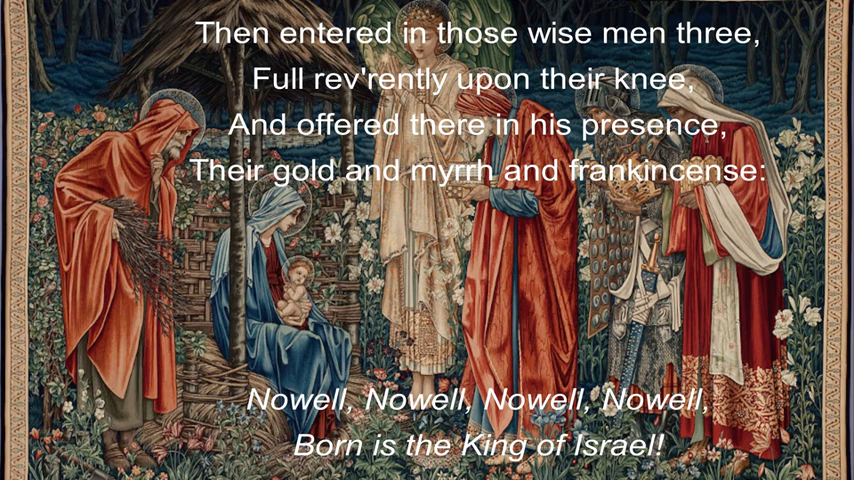 Then entered in those wise men three,
Full rev'rently upon their knee,
And offered there in his presence,
Their gold and myrrh and frankincense:
Nowell, Nowell, Nowell, Nowell,
Born is the King of Israel!